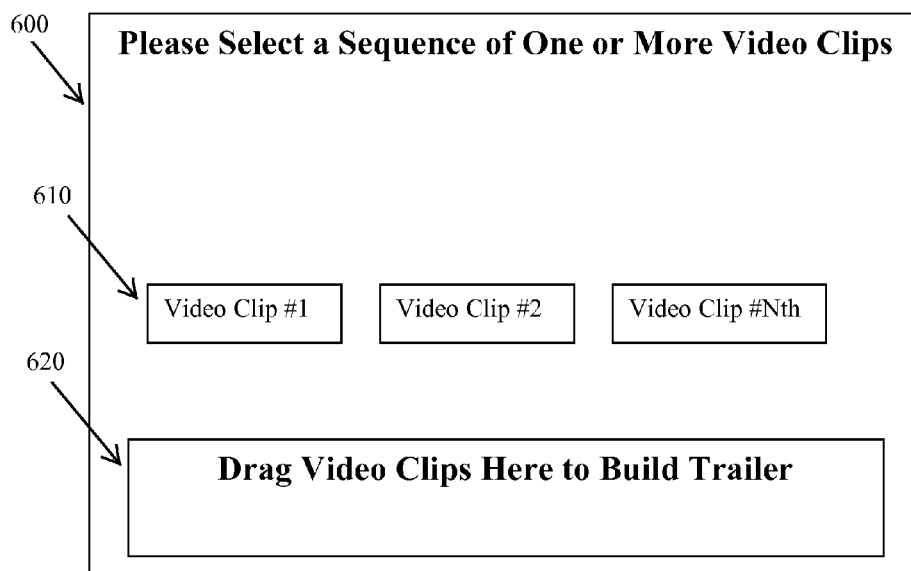 600
Please Select a Sequence of One or More Video Clips
610
Video Clip #1
Video Clip #2
Video Clip #Nth
620
Drag Video Clips Here to Build Trailer